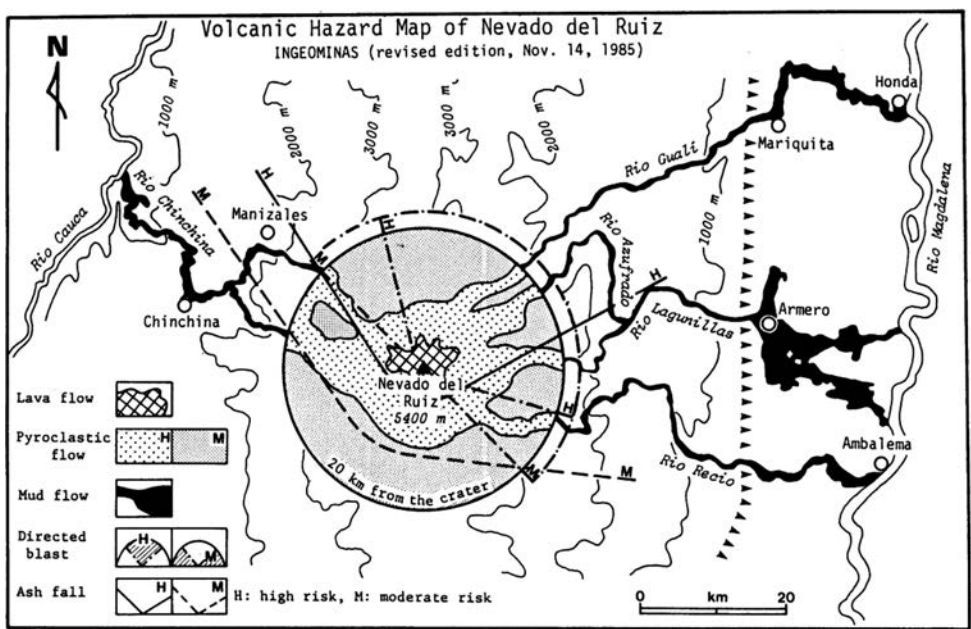 Volcanic Hazard Map of Nevado del Ruiz
INGEOMINAS (revised edition, Nov. 14, 1985)
N
1000 m
2000 m
3000 m
3000 m
2000 m
Honda
Mariquita
Rio Guali
Rio Cauca
Rio Chinchina
M
H
Manizales
M
H
Rio Azufrado
1000 m
H
Rio Magdalena
Chinchina
Rio Lagunillas
Armero
Nevado del
Ruiz
5400 m
H
M
M
20 km from the crater
Rio Recio
Ambalema
Lava flow
Pyroclastic
flow
H
M
Mud flow
Directed
blast
H
M
Ash fall
H
M
H: high risk, M: moderate risk
0 km 20